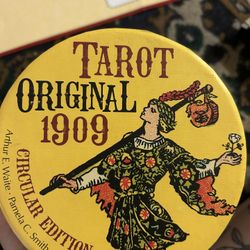 TAROT
ORIGINAL
1909
CIRCULAR EDITION
Arthur E. Waite · Pamela C. Smith